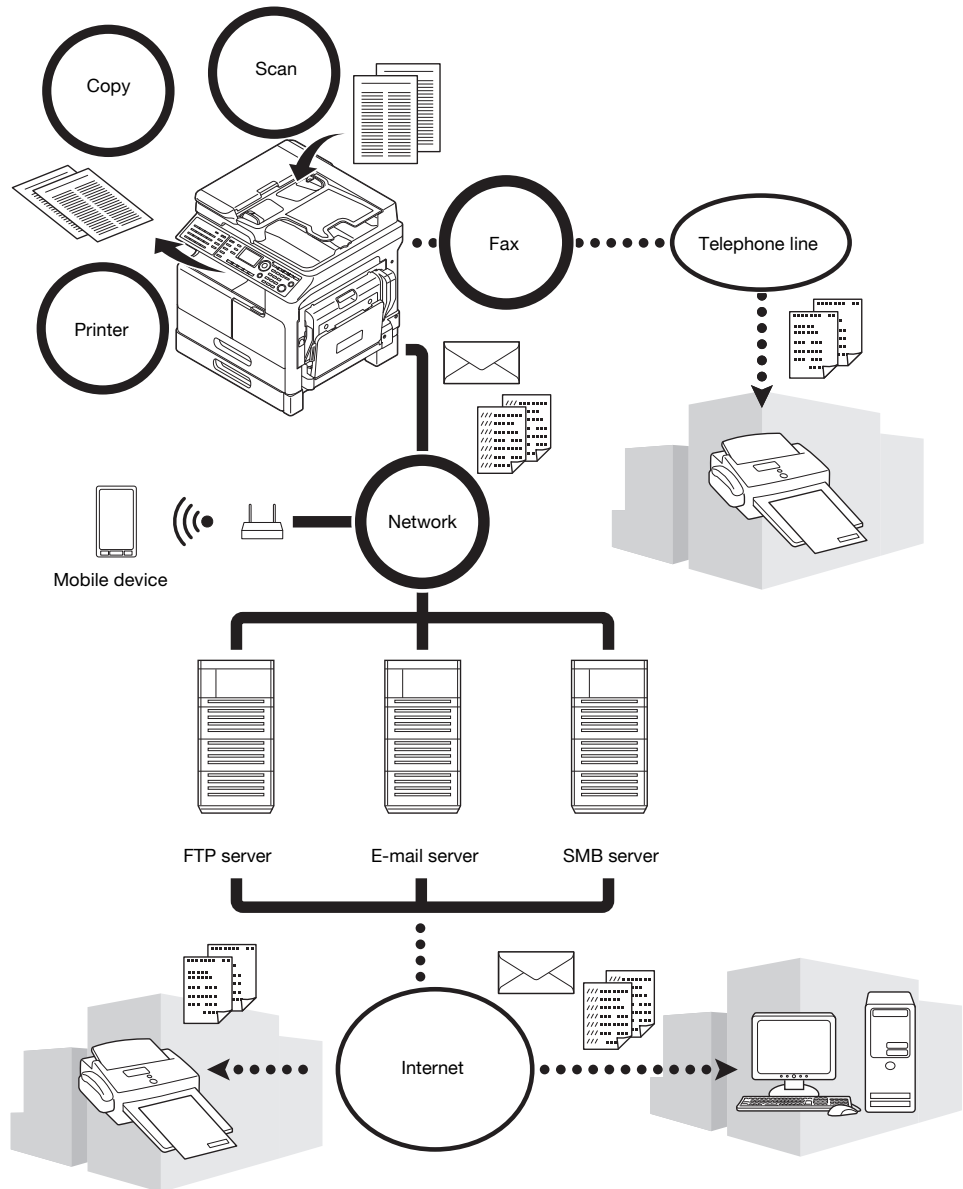 Scan
Copy
Fax
Telephone line
Printer
Network
Mobile device
FTP server
E-mail server
SMB server
Internet